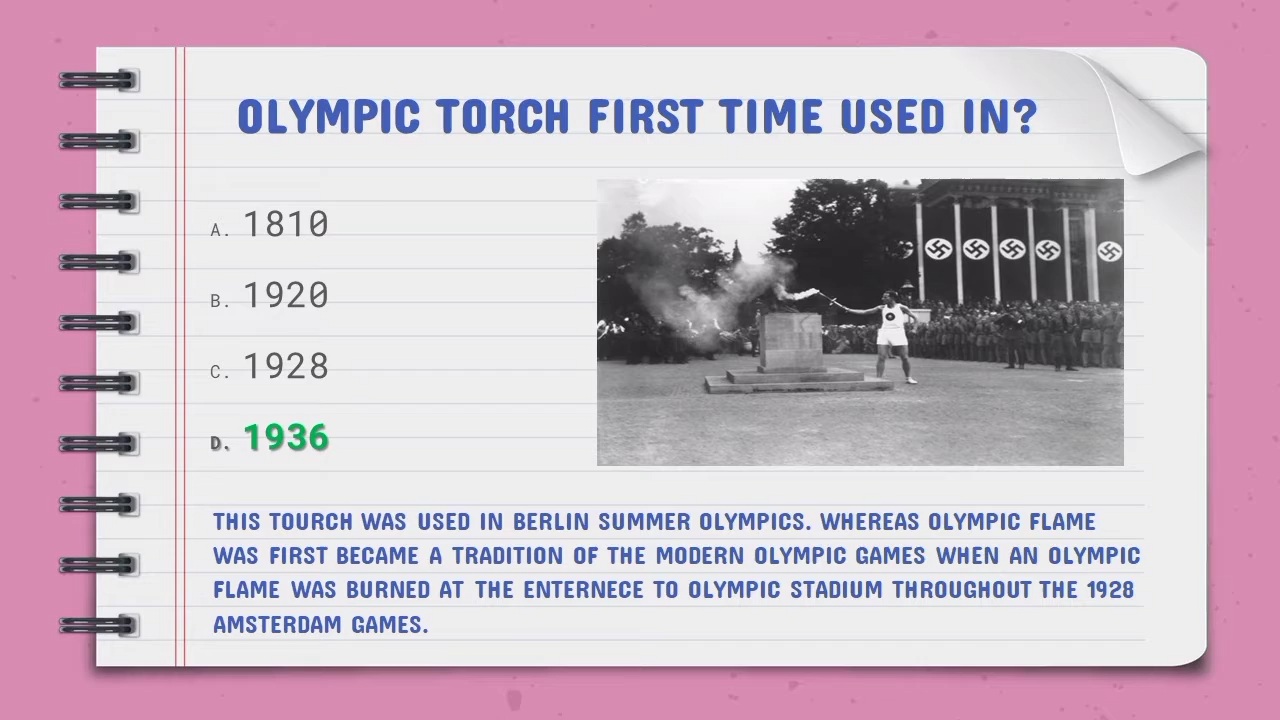 OLYMPIC TORCH FIRST TIME USED IN?
A. 1810
B. 1920
C. 1928
D. 1936
THIS TOURCH WAS USED IN BERLIN SUMMER OLYMPICS. WHEREAS OLYMPIC FLAME
WAS FIRST BECAME A TRADITION OF THE MODERN OLYMPIC GAMES WHEN AN OLYMPIC
FLAME WAS BURNED AT THE ENTERNECE TO OLYMPIC STADIUM THROUGHOUT THE 1928
AMSTERDAM GAMES.